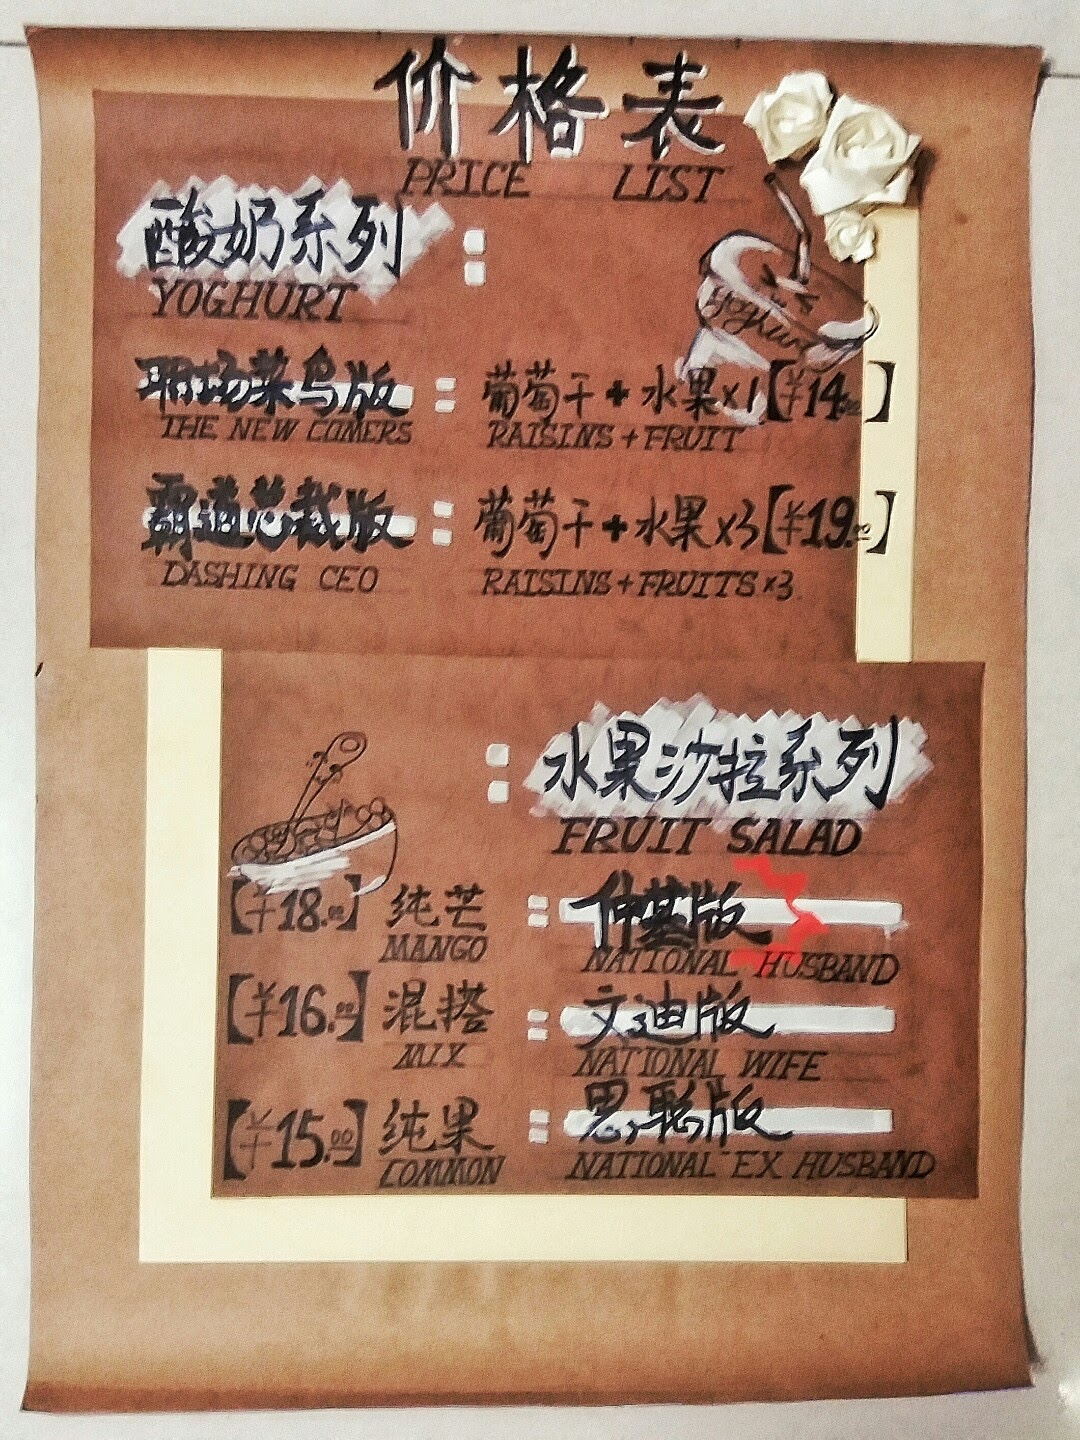 价格表
PRICE LIST
酸奶系列：
YOGHURT
Yoghurt
职场菜鸟版：葡萄干+水果×1【¥14.00】
THE NEW COMERS RAISINS+FRUIT
霸道总裁版：葡萄干+水果×3【¥19.00】
DASHING CEO RAISINS+FRUITS×3
：水果沙拉系列
FRUIT SALAD
【¥18.00】纯芒：仲基版
MANGO NATIONAL HUSBAND
【¥16.00】混搭：文迪版
MIX NATIONAL WIFE
【¥15.00】纯果：思聪版
COMMON NATIONAL EX HUSBAND